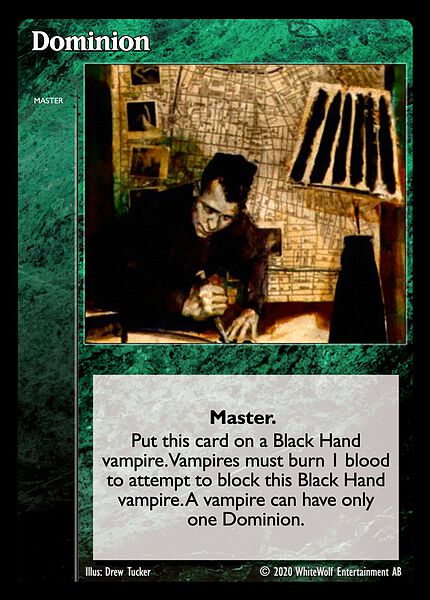 Dominion
MASTER
Master.
Put this card on a Black Hand
vampire.Vampires must burn 1 blood
to attempt to block this Black Hand
vampire.A vampire can have only
one Dominion.
Illus: Drew Tucker
© 2020 WhiteWolf Entertainment AB